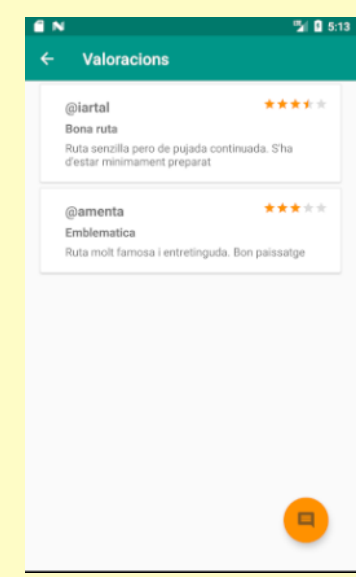 5:13
Valoracions
@iartal
Bona ruta
Ruta senzilla pero de pujada continuada. S'ha
d'estar minimament preparat
@amenta
Emblematica
Ruta molt famosa i entretinguda. Bon paissatge